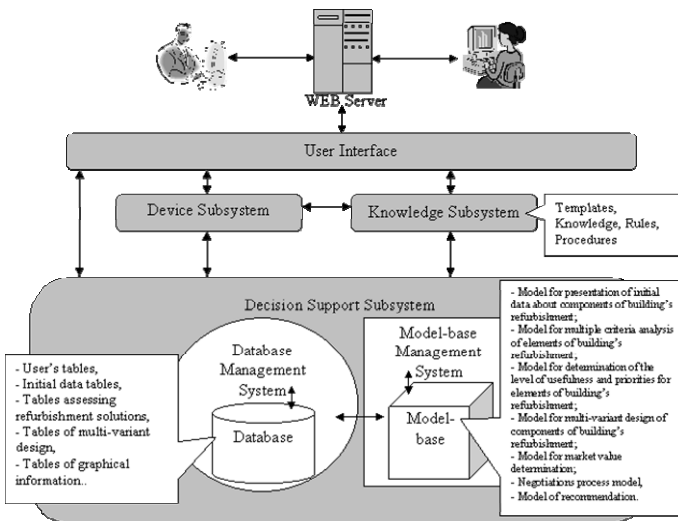 WEB Server
User Interface
Device Subsystem
Knowledge Subsystem
Templates,
Knowledge, Rules,
Procedures
Decision Support Subsystem
Database
Management
System
Database
Model-base
Management
System
Model-
base
- User's tables,
- Initial data tables,
- Tables assessing
refurbishment solutions,
- Tables of multi-variant
design,
- Tables of graphical
information..
- Model for presentation of initial
data about components of building's
refurbishment;
- Model for multiple criteria analysis
of elements of building's
refurbishment;
- Model for determination of the
level of usefulness and priorities for
elements of building's
refurbishment;
- Model for multi-variant design of
components of building's
refurbishment;
- Model for market value
determination;
- Negotiations process model,
- Model of recommendation.